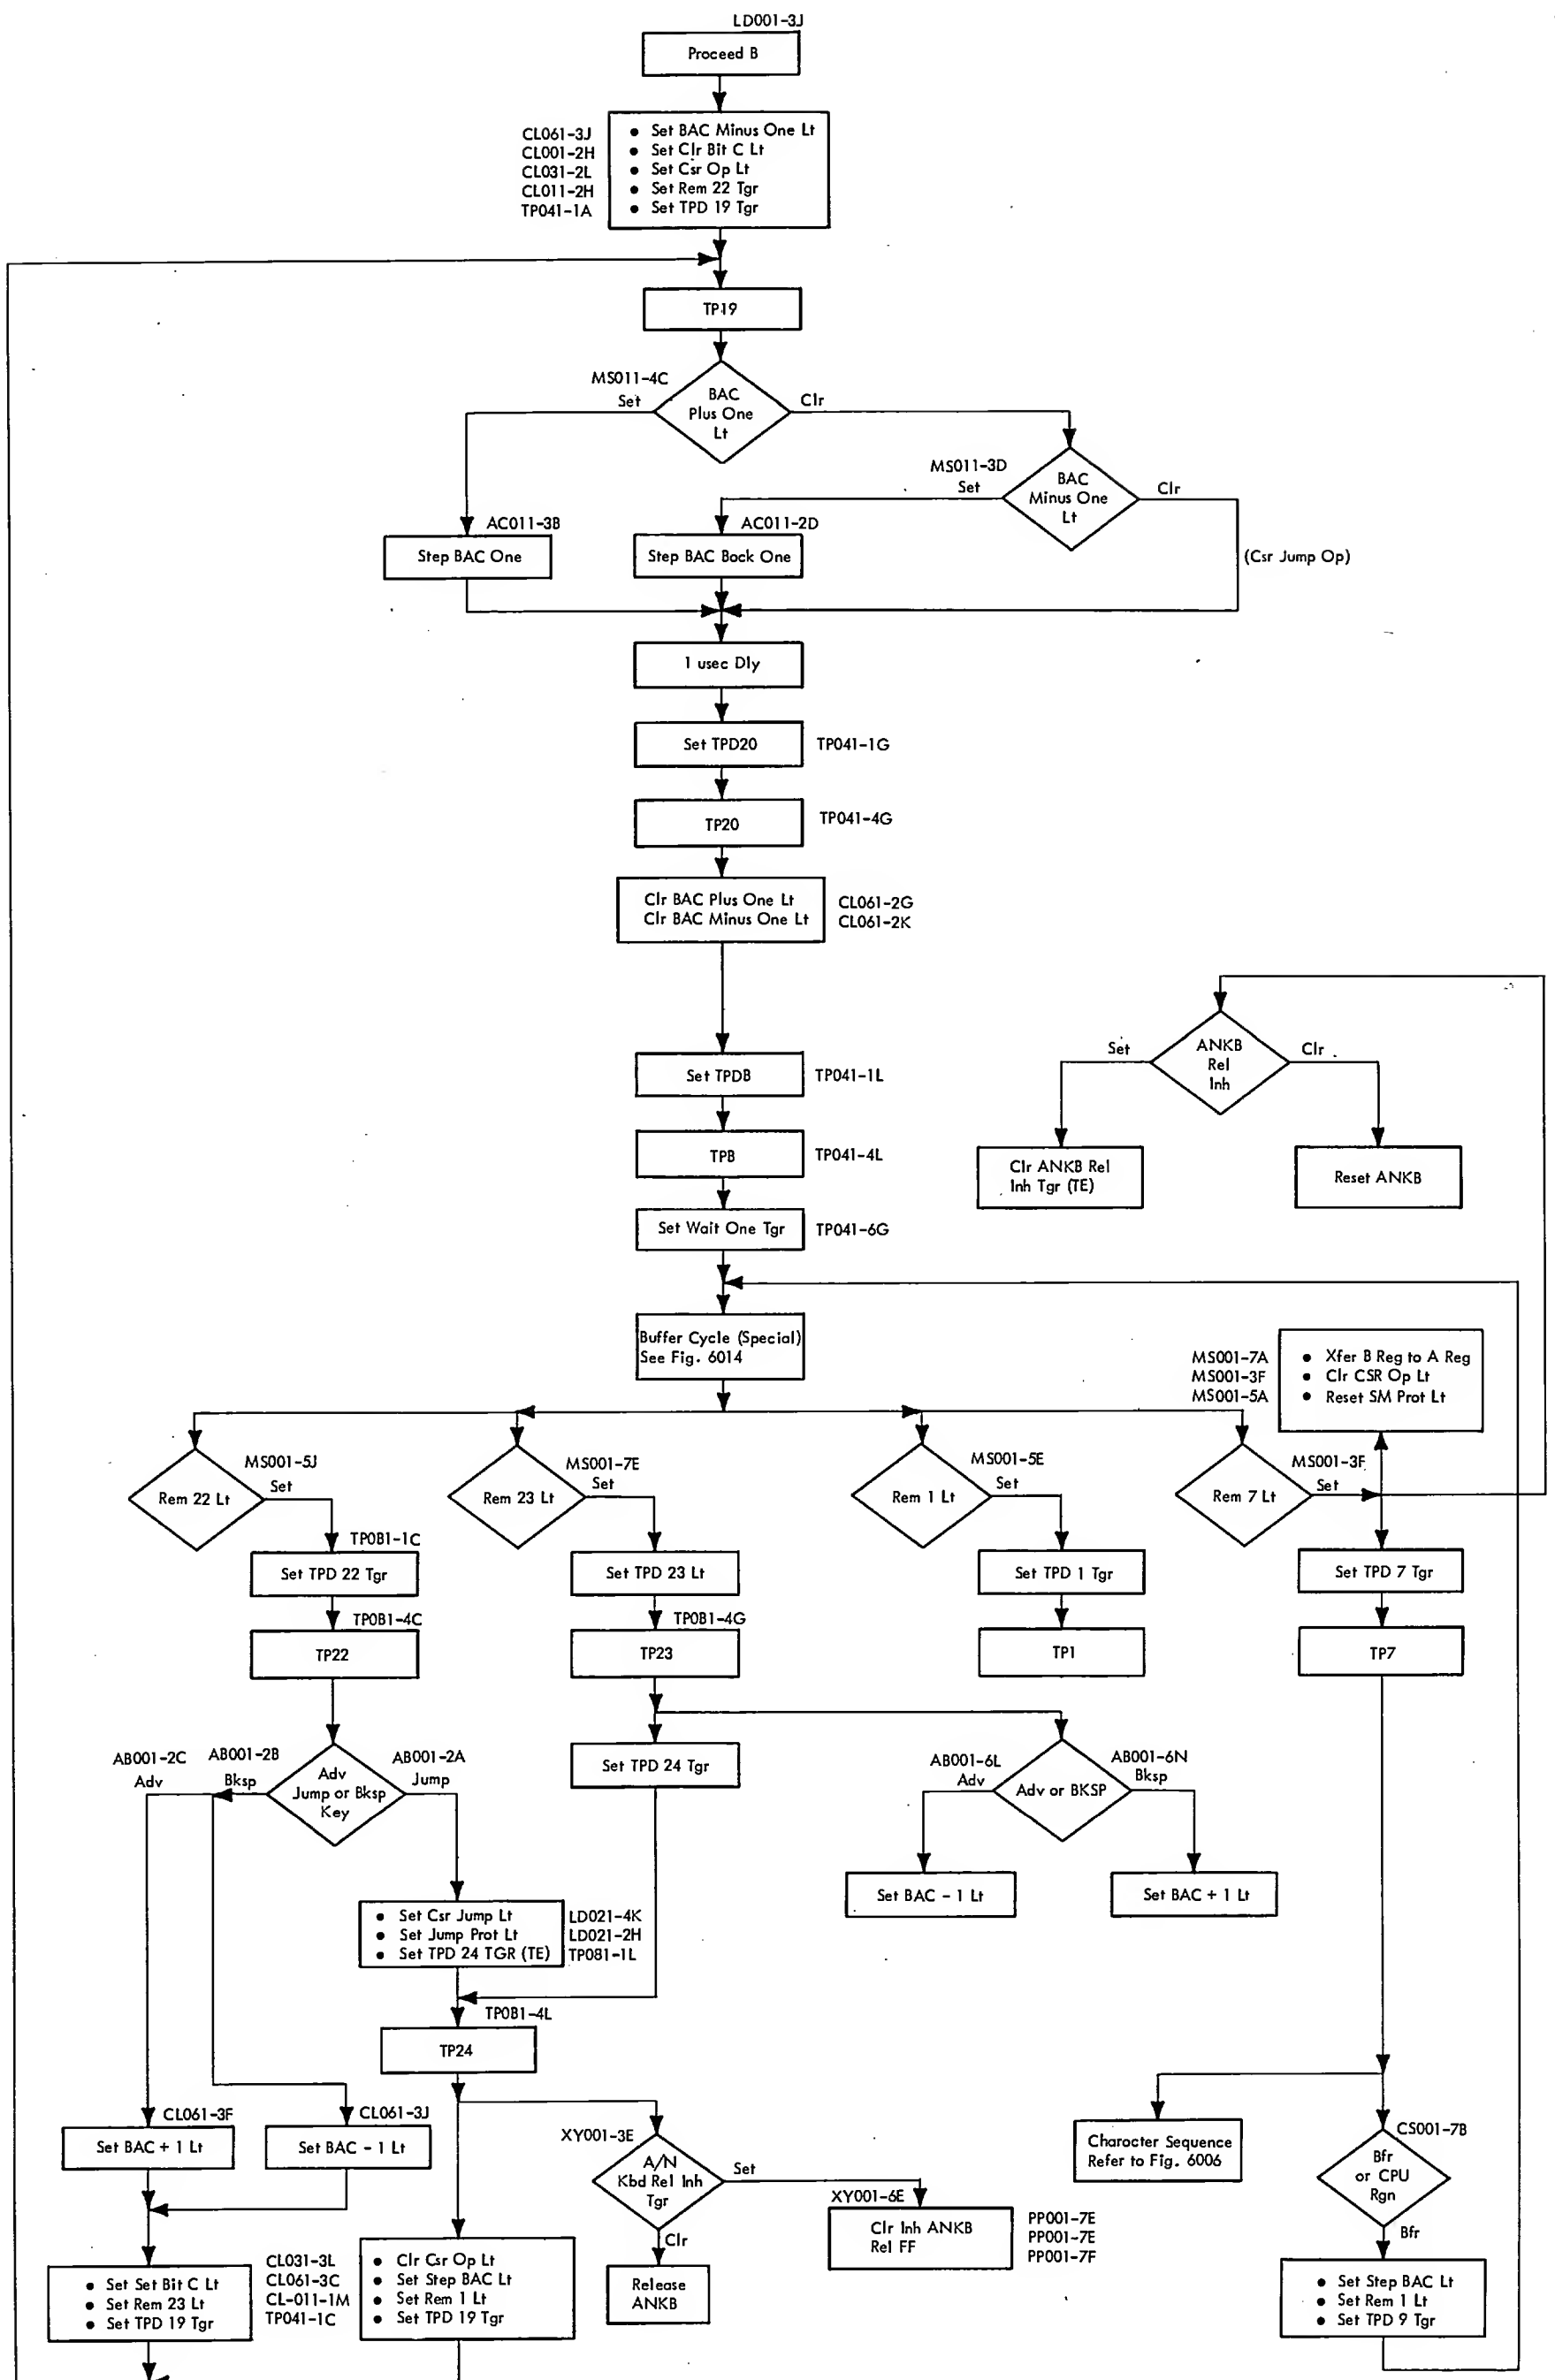 LD001-3J
Proceed B
CL061-3J
CL001-2H
CL031-2L
CL011-2H
TP041-1A
• Set BAC Minus One Lt
• Set Clr Bit C Lt
• Set Csr Op Lt
• Set Rem 22 Tgr
• Set TPD 19 Tgr
TP19
MS011-4C
Set
BAC
Plus One
Lt
Clr
MS011-3D
Set
BAC
Minus One
Lt
Clr
AC011-3B
Step BAC One
AC011-2D
Step BAC Bock One
(Csr Jump Op)
1 usec Dly
Set TPD20
TP041-1G
TP20
TP041-4G
Clr BAC Plus One Lt
Clr BAC Minus One Lt
CL061-2G
CL061-2K
Set
ANKB
Rel
Inh
Clr
Set TPDB
TP041-1L
TPB
TP041-4L
Clr ANKB Rel
Inh Tgr (TE)
Reset ANKB
Set Wait One Tgr
TP041-6G
Buffer Cycle (Special)
See Fig. 6014
MS001-7A
MS001-3F
MS001-5A
• Xfer B Reg to A Reg
• Clr CSR Op Lt
• Reset SM Prot Lt
Rem 22 Lt
MS001-5J
Set
Rem 23 Lt
MS001-7E
Set
Rem 1 Lt
MS001-5E
Set
Rem 7 Lt
MS001-3F
Set
TP0B1-1C
Set TPD 22 Tgr
Set TPD 23 Lt
Set TPD 1 Tgr
Set TPD 7 Tgr
TP0B1-4C
TP22
TP0B1-4G
TP23
TP1
TP7
AB001-2C
Adv
AB001-2B
Bksp
Adv
Jump or Bksp
Key
AB001-2A
Jump
Set TPD 24 Tgr
AB001-6L
Adv
Adv or BKSP
AB001-6N
Bksp
Set BAC - 1 Lt
Set BAC + 1 Lt
• Set Csr Jump Lt
• Set Jump Prot Lt
• Set TPD 24 TGR (TE)
LD021-4K
LD021-2H
TP081-1L
TP0B1-4L
TP24
CL061-3F
Set BAC + 1 Lt
CL061-3J
Set BAC - 1 Lt
XY001-3E
A/N
Kbd Rel Inh
Tgr
Set
Clr
XY001-6E
Clr Inh ANKB
Rel FF
PP001-7E
PP001-7E
PP001-7F
Charocter Sequence
Refer to Fig. 6006
CS001-7B
Bfr
or CPU
Rgn
Bfr
• Set Set Bit C Lt
• Set Rem 23 Lt
• Set TPD 19 Tgr
CL031-3L
CL061-3C
CL-011-1M
TP041-1C
• Clr Csr Op Lt
• Set Step BAC Lt
• Set Rem 1 Lt
• Set TPD 19 Tgr
Release
ANKB
• Set Step BAC Lt
• Set Rem 1 Lt
• Set TPD 9 Tgr